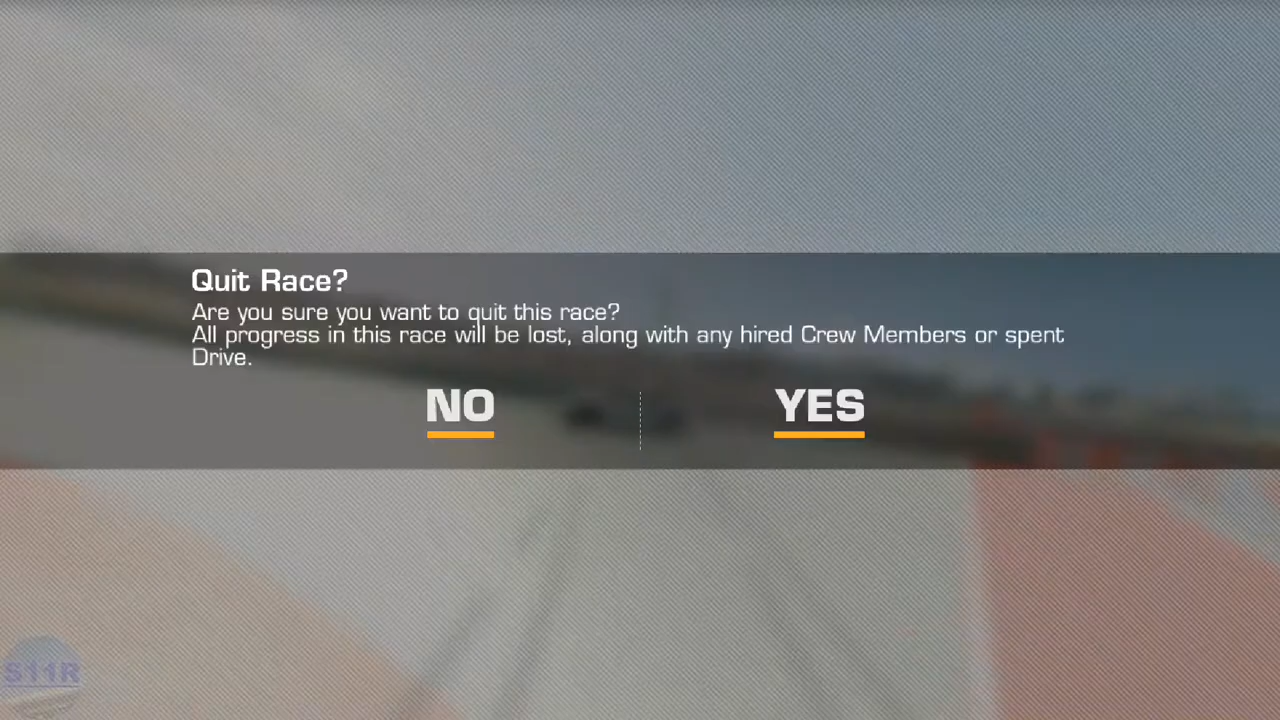 Quit Race?
Are you sure you want to quit this race?
All progress in this race will be lost, along with any hired Crew Members or spent
Drive.
NO
YES
S11R